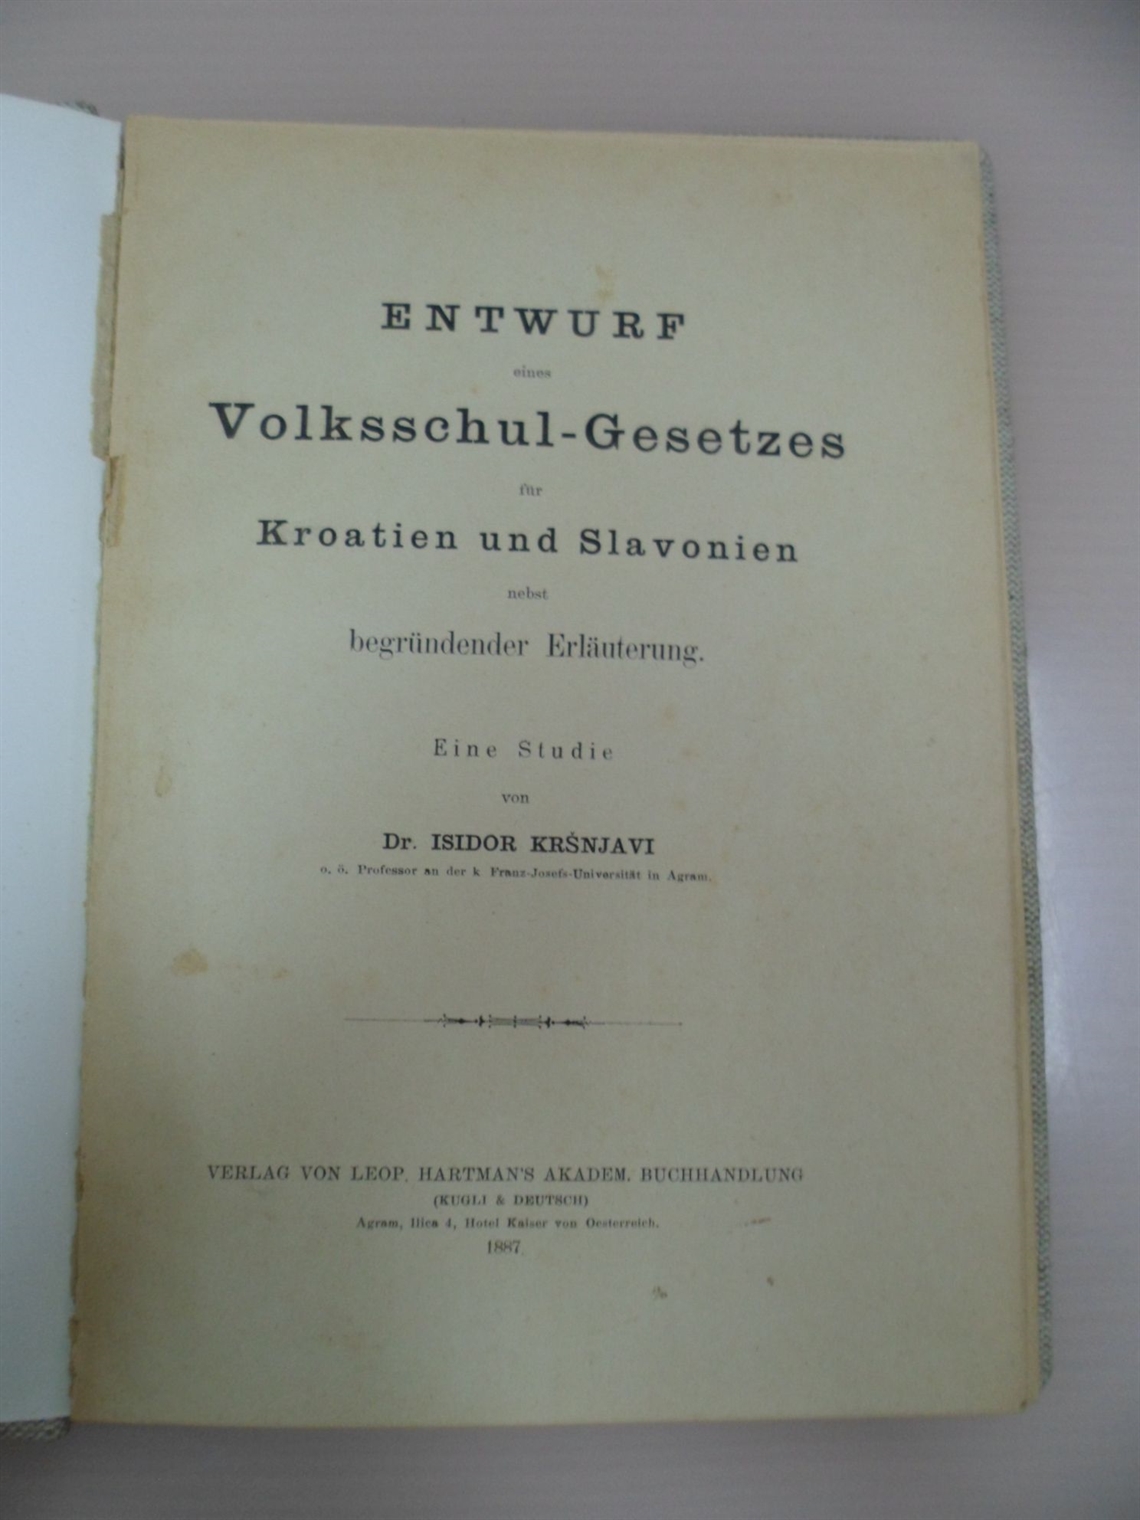 ENTWURF
eines
Volksschul-Gesetzes
für
Kroatien und Slavonien
nebst
begründender Erläuterung.
Eine Studie
von
Dr. ISIDOR KRŠNJAVI
o. ö. Professor an der k Franz-Josefs-Universität in Agram.
VERLAG VON LEOP. HARTMAN'S AKADEM. BUCHHANDLUNG
(KUGLI & DEUTSCH)
Agram, Ilica 4, Hotel Kaiser von Oesterreich.
1887.